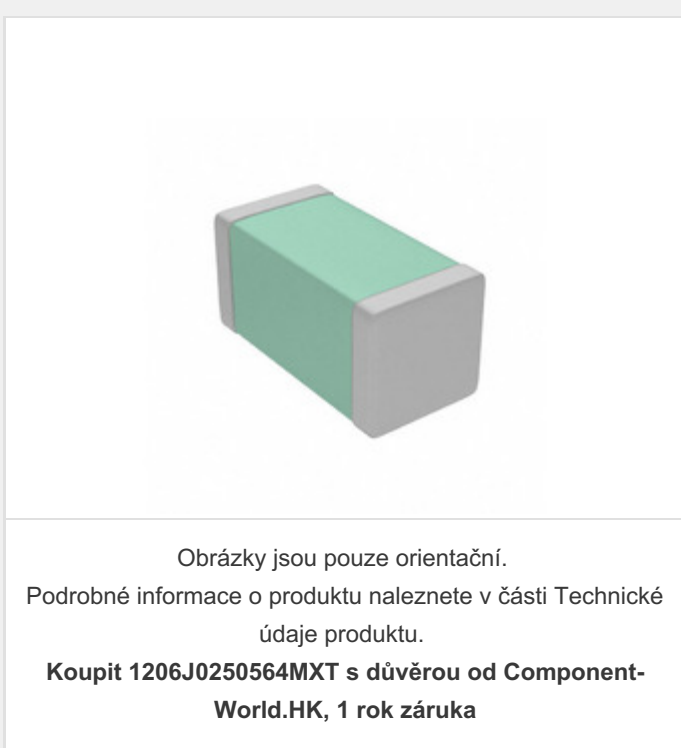 Obrázky jsou pouze orientační.
Podrobné informace o produktu naleznete v části Technické
údaje produktu.
Koupit 1206J0250564MXT s důvěrou od Component-
World.HK, 1 rok záruka